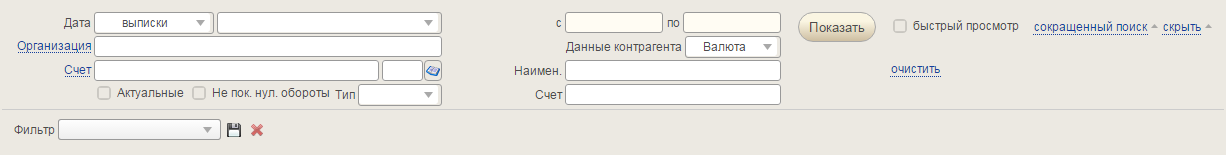 Дата выписки с по Показать быстрый просмотр сокращенный поиск скрыть
Организация Данные контрагента Валюта
Счет Наимен. очистить
Актуальные Не пок. нул. обороты Тип Счет
Фильтр